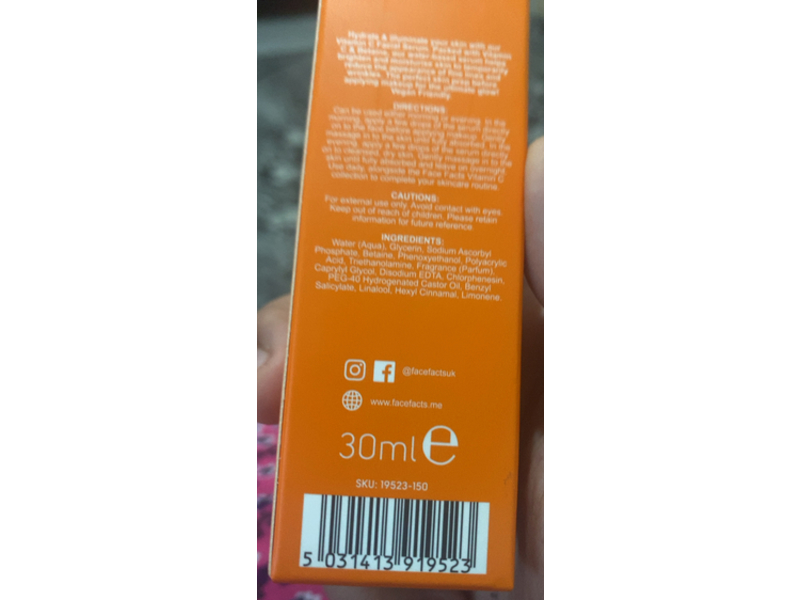 Hydrate & Illuminate your skin with our
Vitamin C Facial Serum. Packed with Vitamin
C & Betaine, our water-based serum helps
brighten and moisturise skin to temporarily
reduce the appearance of fine lines and
wrinkles. The perfect skin prep before
applying makeup for the ultimate glow!
Vegan Friendly.
DIRECTIONS:
Can be used either morning or evening. In the
morning, apply a few drops of the serum directly
on to the face before applying makeup. Gently
massage in to the skin until fully absorbed. In the
evening, apply a few drops of the serum directly
on to cleansed, dry skin. Gently massage in to the
skin until fully absorbed and leave on overnight.
Use daily, alongside the Face Facts Vitamin C
collection to complete your skincare routine.
CAUTIONS:
For external use only. Avoid contact with eyes.
Keep out of reach of children. Please retain
information for future reference.
INGREDIENTS:
Water (Aqua), Glycerin, Sodium Ascorbyl
Phosphate, Betaine, Phenoxyethanol, Polyacrylic
Acid, Triethanolamine, Fragrance (Parfum),
Caprylyl Glycol, Disodium EDTA, Chlorphenesin,
PEG-40 Hydrogenated Castor Oil, Benzyl
Salicylate, Linalool, Hexyl Cinnamal, Limonene.
@facefactsuk
www.facefacts.me
30ml e
SKU: 19523-150
5 031413 919523